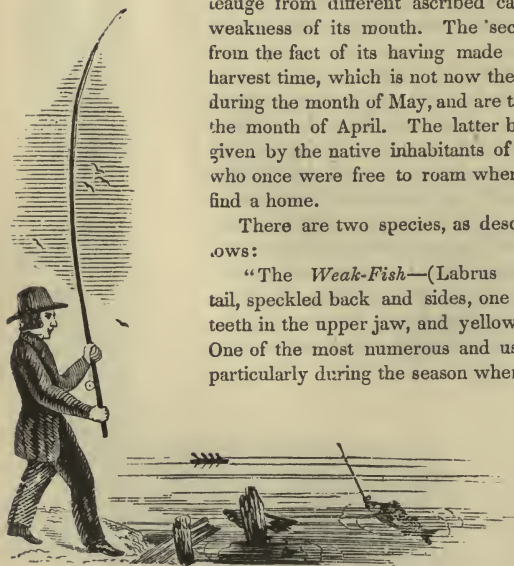 teauge from different ascribed ca
weakness of its mouth. The sec
from the fact of its having made
harvest time, which is not now the
during the month of May, and are t
the month of April. The latter b
given by the native inhabitants of
who once were free to roam wher
find a home.
There are two species, as desc
lows:
"The Weak-Fish—(Labrus
tail, speckled back and sides, one
teeth in the upper jaw, and yellow
One of the most numerous and us
particularly during the season when